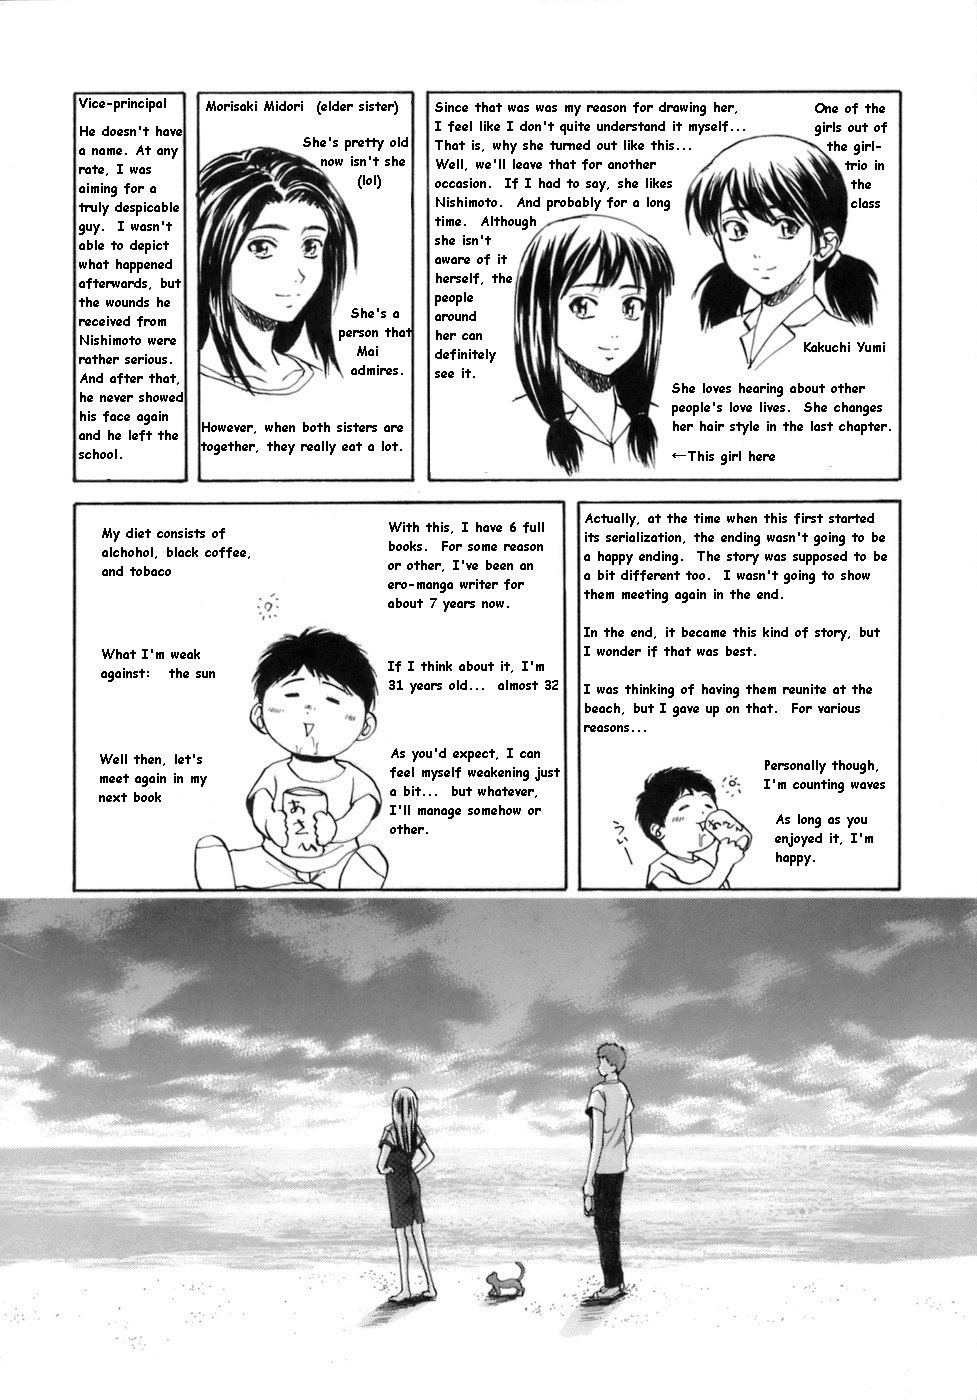 Vice-principal
He doesn't have
a name. At any
rate, I was
aiming for a
truly despicable
guy. I wasn't
able to depict
what happened
afterwards, but
the wounds he
received from
Nishimoto were
rather serious.
And after that,
he never showed
his face again
and he left the
school.
Morisaki Midori (elder sister)
She's pretty old
now isn't she
(lol)
She's a
person that
Mai
admires.
However, when both sisters are
together, they really eat a lot.
Since that was was my reason for drawing her,
I feel like I don't quite understand it myself...
That is, why she turned out like this...
Well, we'll leave that for another
occasion. If I had to say, she likes
Nishimoto. And probably for a long
time. Although
she isn't
aware of it
herself, the
people
around
her can
definitely
see it.
One of the
girls out of
the girl-
trio in
the
class
Kakuchi Yumi
She loves hearing about other
people's love lives. She changes
her hair style in the last chapter.
←This girl here
My diet consists of
alchohol, black coffee,
and tobaco
What I'm weak
against: the sun
Well then, let's
meet again in my
next book
With this, I have 6 full
books. For some reason
or other, I've been an
ero-manga writer for
about 7 years now.
If I think about it, I'm
31 years old... almost 32
As you'd expect, I can
feel myself weakening just
a bit... but whatever,
I'll manage somehow or
other.
あさひ
Actually, at the time when this first started
its serialization, the ending wasn't going to be
a happy ending. The story was supposed to be
a bit different too. I wasn't going to show
them meeting again in the end.
In the end, it became this kind of story, but
I wonder if that was best.
I was thinking of having them reunite at the
beach, but I gave up on that. For various
reasons...
Personally though,
I'm counting waves
As long as you
enjoyed it, I'm
happy.
うぃー